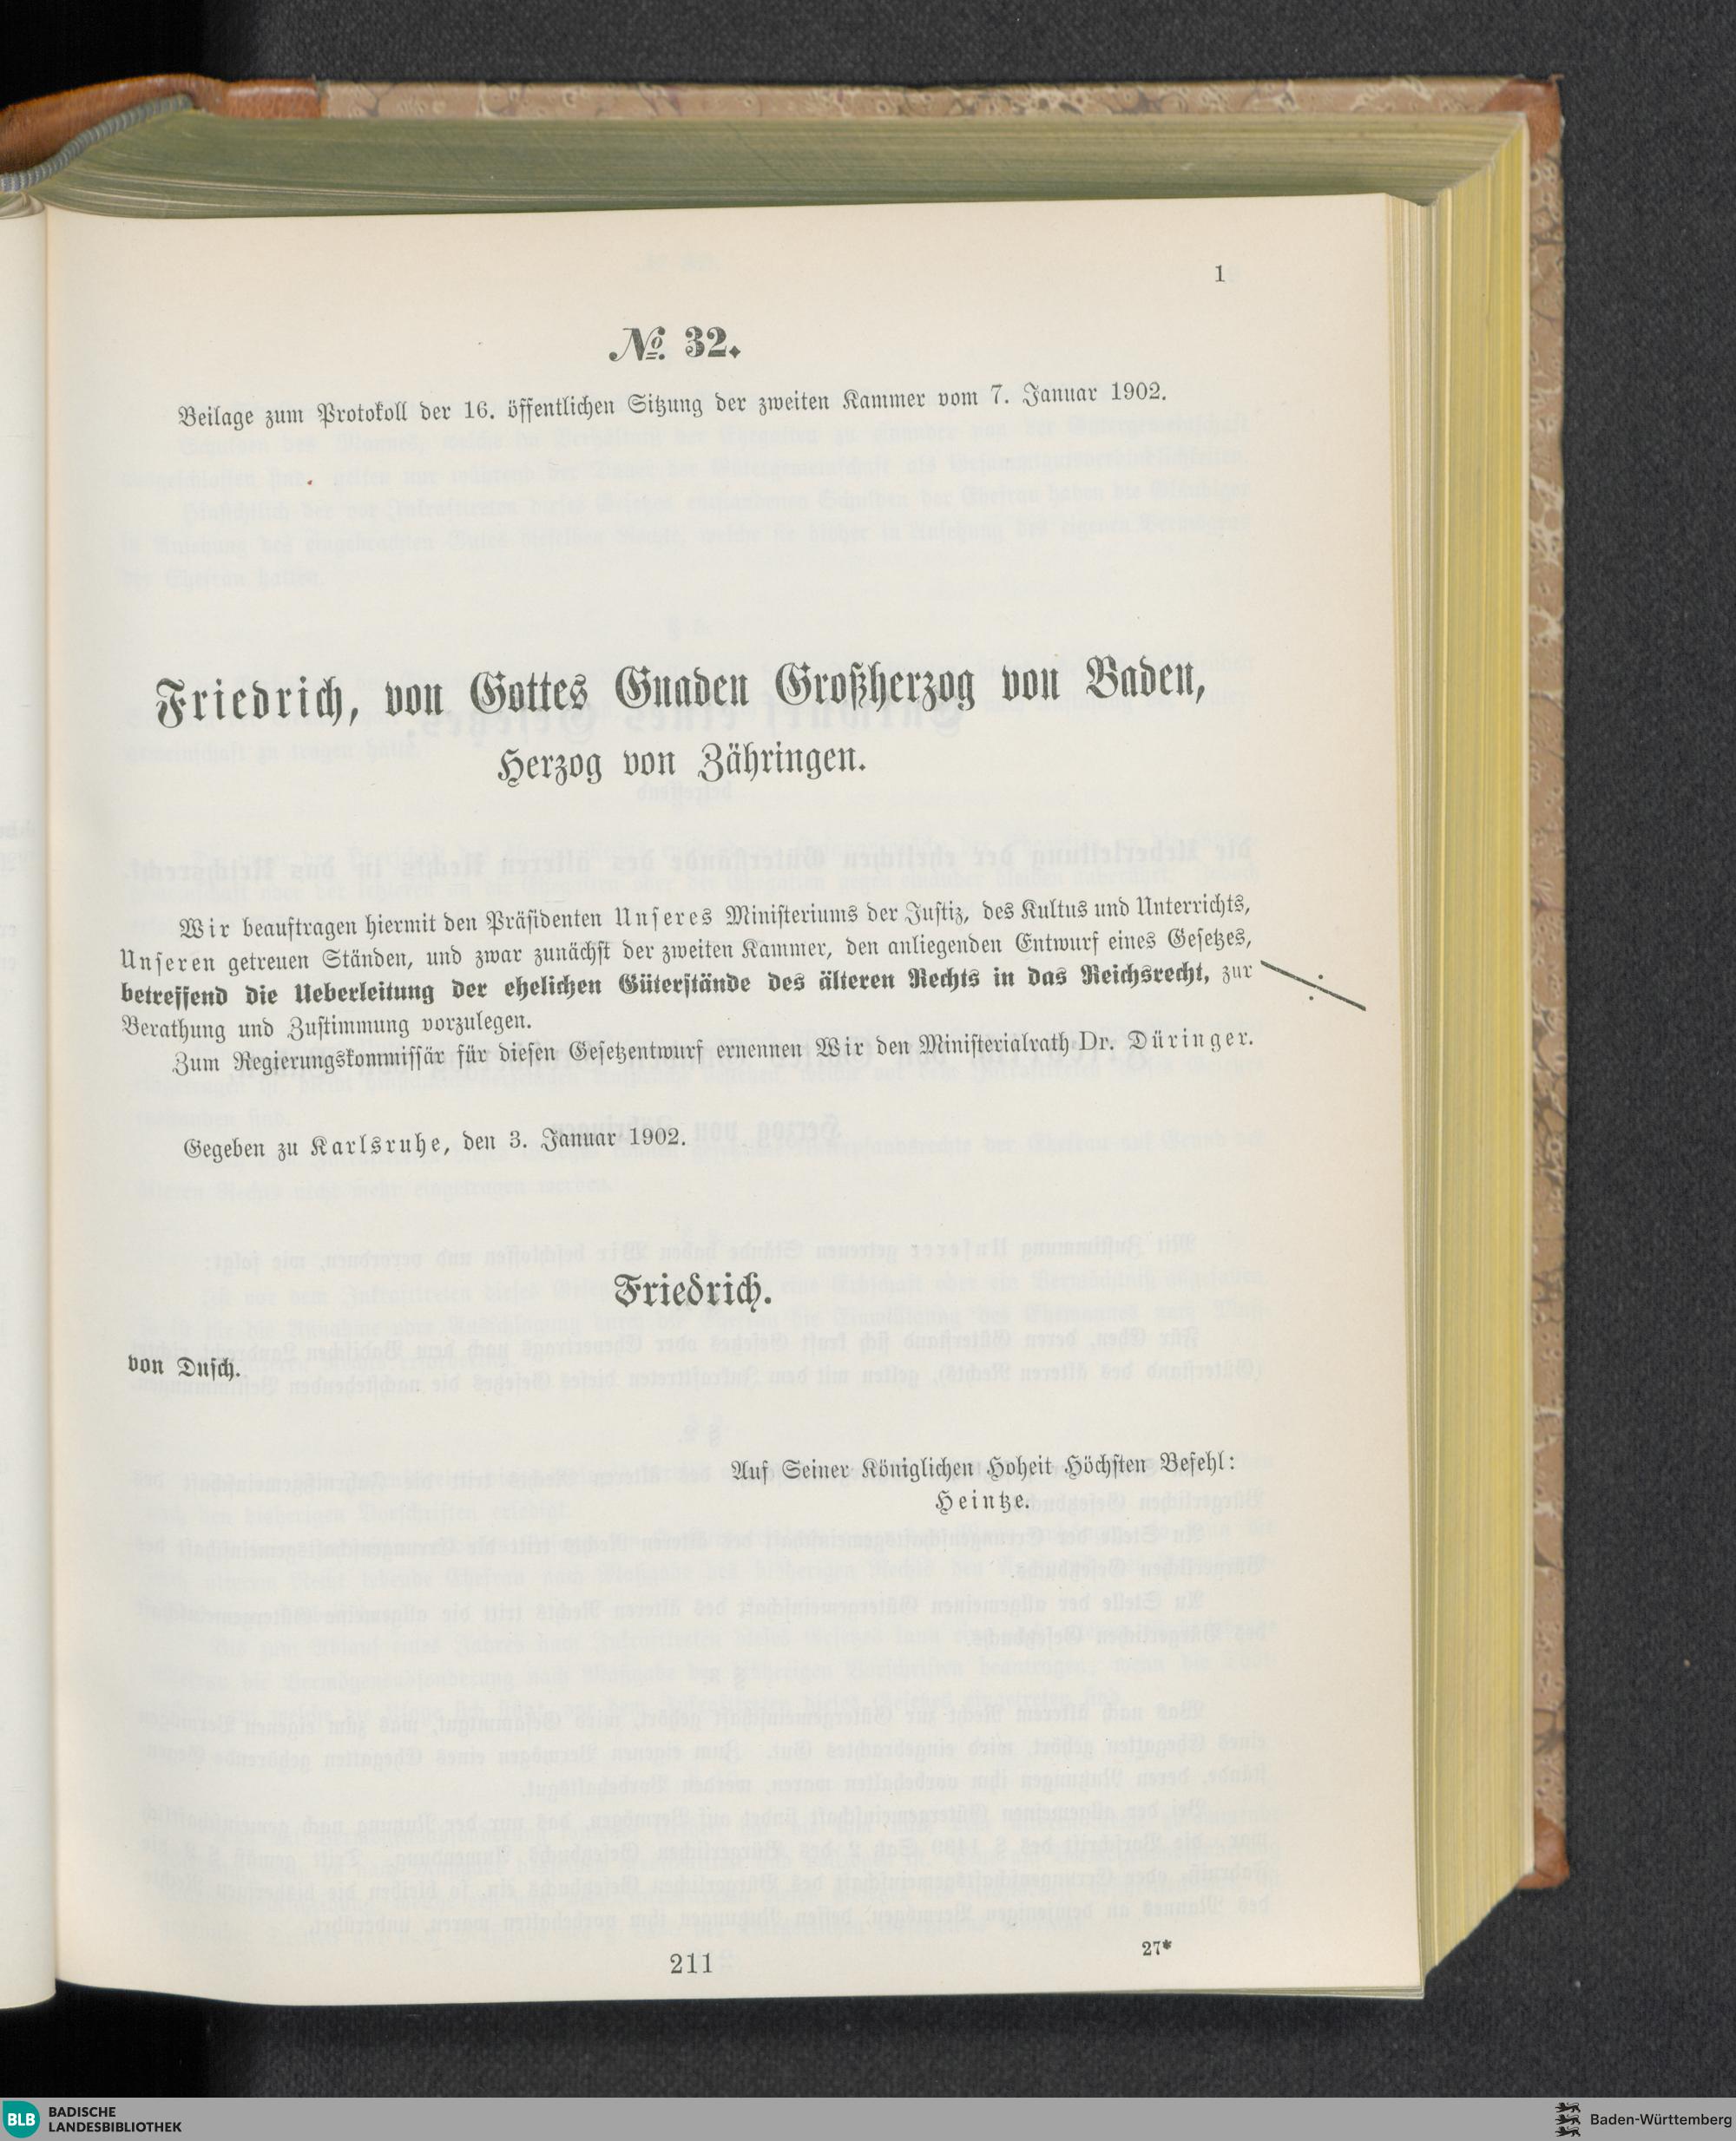 1
№ 32.
Beilage zum Protokoll der 16. öffentlichen Sitzung der zweiten Kammer vom 7. Januar 1902.
Friedrich, von Gottes Gnaden Großherzog von Baden,
Herzog von Zähringen.
Wir beauftragen hiermit den Präsidenten Unseres Ministeriums der Justiz, des Kultus und Unterrichts,
Unseren getreuen Ständen, und zwar zunächst der zweiten Kammer, den anliegenden Entwurf eines Gesetzes,
betreffend die Ueberleitung der ehelichen Güterstände des älteren Rechts in das Reichsrecht, zur
Berathung und Zustimmung vorzulegen.
Zum Regierungskommissär für diesen Gesetzentwurf ernennen Wir den Ministerialrath Dr. Düringer.
Gegeben zu Karlsruhe, den 3. Januar 1902.
Friedrich.
von Dusch.
Auf Seiner Königlichen Hoheit Höchsten Befehl:
Heintze.
27*
211
BLB BADISCHE
LANDESBIBLIOTHEK
Baden-Württemberg